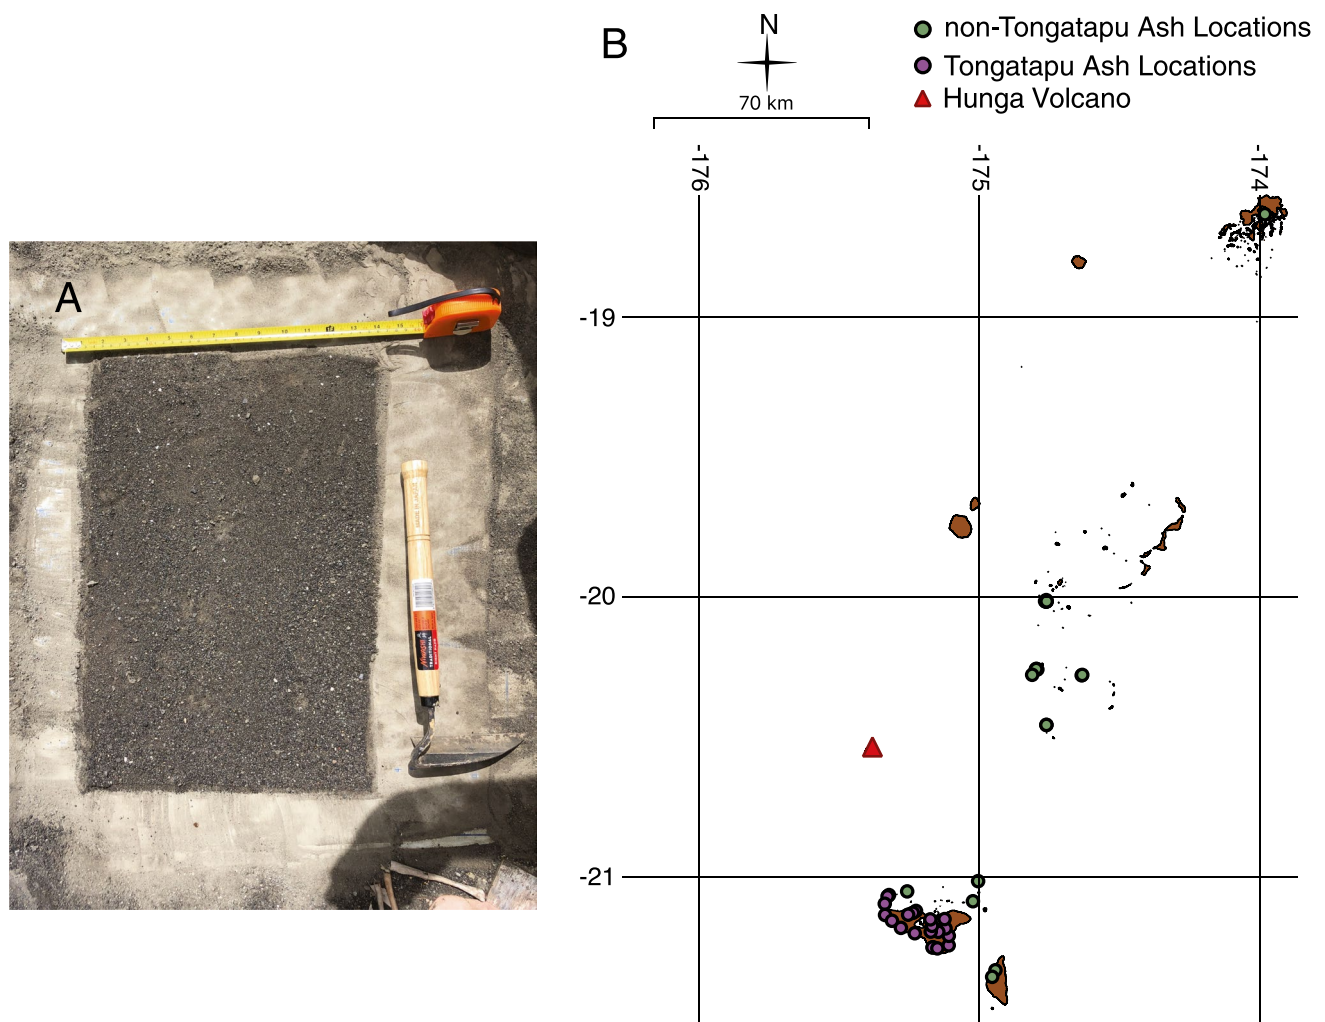 A
B
N
70 km
non-Tongatapu Ash Locations
Tongatapu Ash Locations
Hunga Volcano
-176
-175
-174
-19
-20
-21